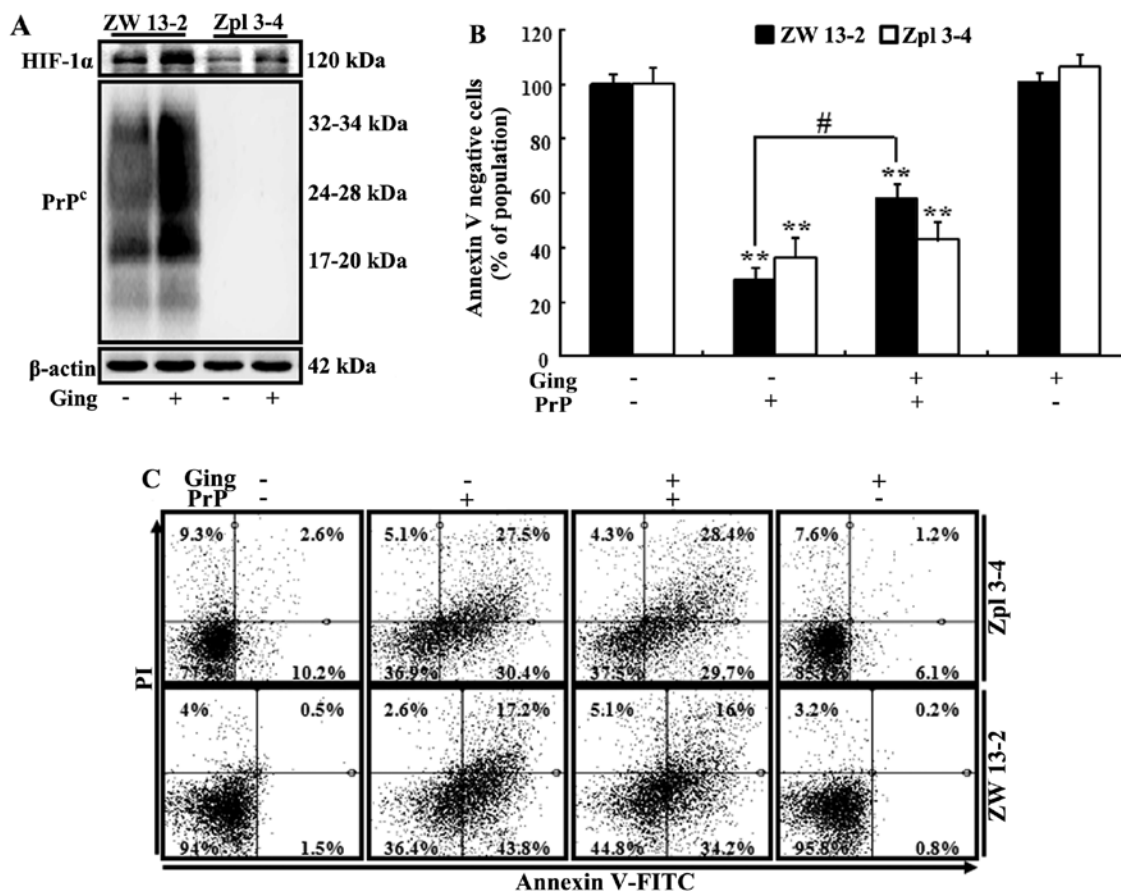 A
ZW 13-2 Zpl 3-4
HIF-1α 120 kDa
32-34 kDa
PrPᶜ 24-28 kDa
17-20 kDa
β-actin 42 kDa
Ging - + - +
B
ZW 13-2 Zpl 3-4
Annexin V negative cells
(% of population)
120
100
80
60
40
20
0
#
** ** ** **
Ging - - + +
PrP - + + -
C
Ging - - + +
PrP - + + -
9.3% 2.6% 5.1% 27.5% 4.3% 28.4% 7.6% 1.2%
10.2% 36.9% 30.4% 37.5% 29.7% 6.1%
Zpl 3-4
4% 0.5% 2.6% 17.2% 5.1% 16% 3.2% 0.2%
94% 1.5% 36.4% 43.8% 44.8% 34.2% 95.8% 0.8%
ZW 13-2
PI
Annexin V-FITC